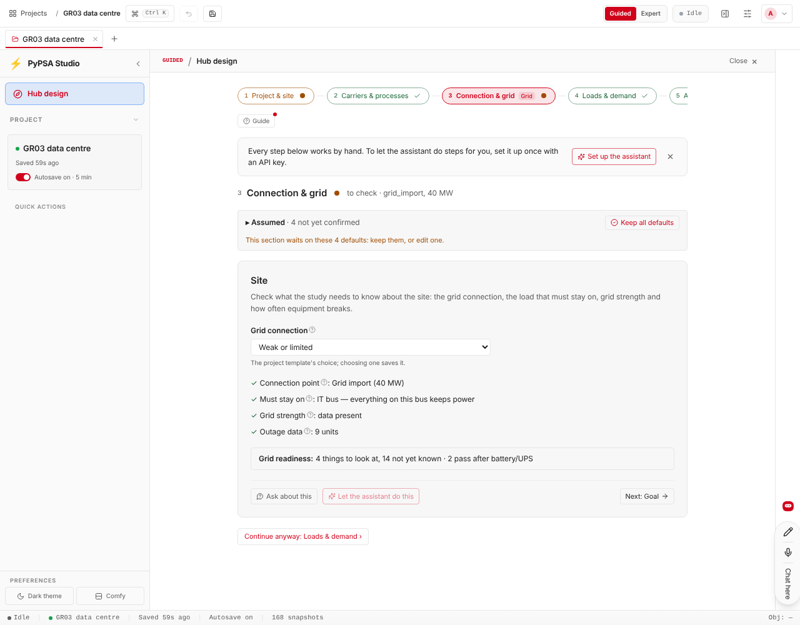 Projects / GR03 data centre Ctrl K Guided Expert Idle A
GR03 data centre
PyPSA Studio
GUIDED / Hub design Close
Hub design
PROJECT
GR03 data centre
Saved 59s ago
Autosave on · 5 min
QUICK ACTIONS
1 Project & site 2 Carriers & processes 3 Connection & grid Grid 4 Loads & demand 5 A
Guide
Every step below works by hand. To let the assistant do steps for you, set it up once with
an API key.
Set up the assistant
3 Connection & grid to check · grid_import, 40 MW
Assumed · 4 not yet confirmed Keep all defaults
This section waits on these 4 defaults: keep them, or edit one.
Site
Check what the study needs to know about the site: the grid connection, the load that must stay on, grid strength and
how often equipment breaks.
Grid connection ?
Weak or limited
The project template's choice; choosing one saves it.
✓ Connection point ?: Grid import (40 MW)
✓ Must stay on ?: IT bus — everything on this bus keeps power
✓ Grid strength ?: data present
✓ Outage data ?: 9 units
Grid readiness: 4 things to look at, 14 not yet known · 2 pass after battery/UPS
Ask about this Let the assistant do this Next: Goal →
Continue anyway: Loads & demand ›
Chat here
PREFERENCES
Dark theme Comfy
Idle GR03 data centre Saved 59s ago Autosave on 168 snapshots Obj: —